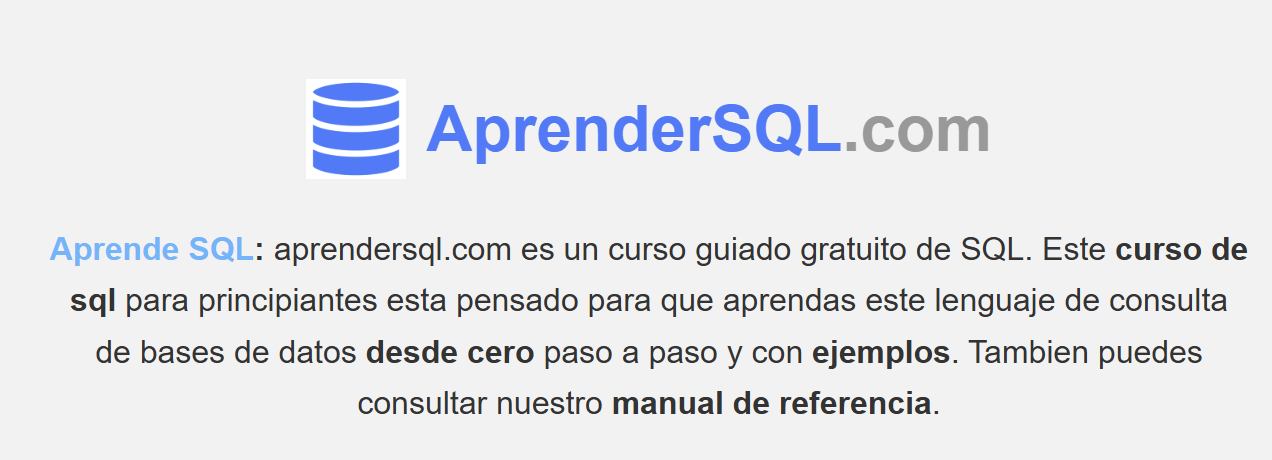 AprenderSQL.com
Aprende SQL: aprendersql.com es un curso guiado gratuito de SQL. Este curso de
sql para principiantes esta pensado para que aprendas este lenguaje de consulta
de bases de datos desde cero paso a paso y con ejemplos. Tambien puedes
consultar nuestro manual de referencia.